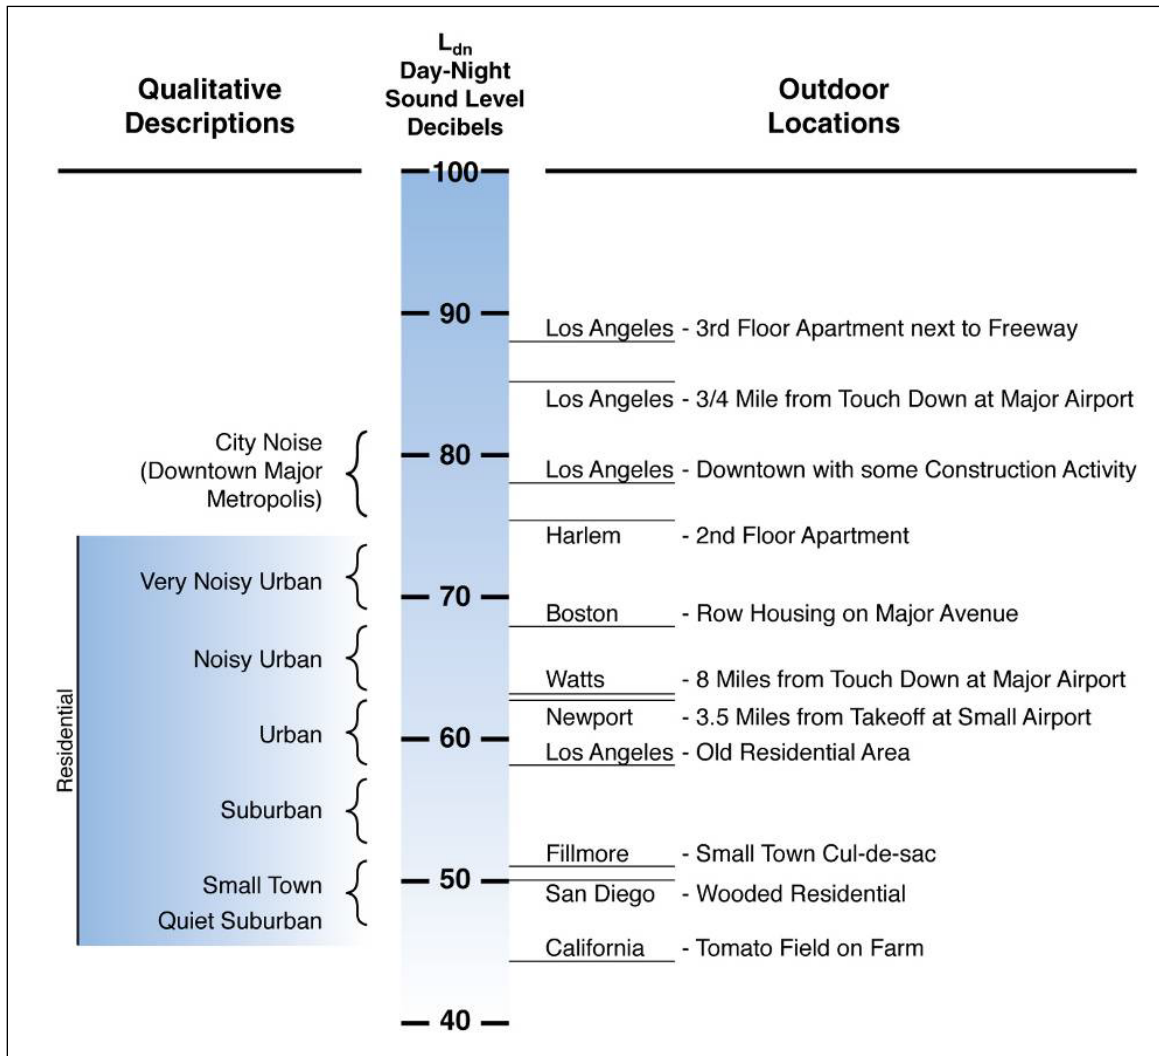 Qualitative
Descriptions
Ldn
Day-Night
Sound Level
Decibels
Outdoor
Locations
100
90
80
70
60
50
40
City Noise
(Downtown Major
Metropolis)
Very Noisy Urban
Noisy Urban
Urban
Suburban
Small Town
Quiet Suburban
Residential
Los Angeles - 3rd Floor Apartment next to Freeway
Los Angeles - 3/4 Mile from Touch Down at Major Airport
Los Angeles - Downtown with some Construction Activity
Harlem - 2nd Floor Apartment
Boston - Row Housing on Major Avenue
Watts - 8 Miles from Touch Down at Major Airport
Newport - 3.5 Miles from Takeoff at Small Airport
Los Angeles - Old Residential Area
Fillmore - Small Town Cul-de-sac
San Diego - Wooded Residential
California - Tomato Field on Farm